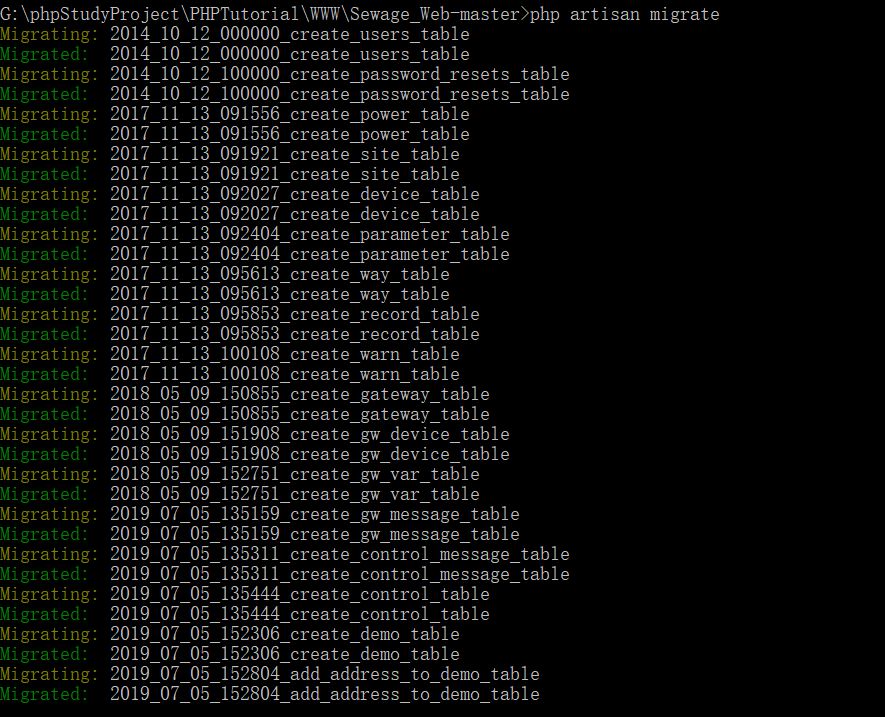 G:\phpStudyProject\PHPTutorial\WWW\Sewage_Web-master>php artisan migrate
Migrating: 2014_10_12_000000_create_users_table
Migrated:  2014_10_12_000000_create_users_table
Migrating: 2014_10_12_100000_create_password_resets_table
Migrated:  2014_10_12_100000_create_password_resets_table
Migrating: 2017_11_13_091556_create_power_table
Migrated:  2017_11_13_091556_create_power_table
Migrating: 2017_11_13_091921_create_site_table
Migrated:  2017_11_13_091921_create_site_table
Migrating: 2017_11_13_092027_create_device_table
Migrated:  2017_11_13_092027_create_device_table
Migrating: 2017_11_13_092404_create_parameter_table
Migrated:  2017_11_13_092404_create_parameter_table
Migrating: 2017_11_13_095613_create_way_table
Migrated:  2017_11_13_095613_create_way_table
Migrating: 2017_11_13_095853_create_record_table
Migrated:  2017_11_13_095853_create_record_table
Migrating: 2017_11_13_100108_create_warn_table
Migrated:  2017_11_13_100108_create_warn_table
Migrating: 2018_05_09_150855_create_gateway_table
Migrated:  2018_05_09_150855_create_gateway_table
Migrating: 2018_05_09_151908_create_gw_device_table
Migrated:  2018_05_09_151908_create_gw_device_table
Migrating: 2018_05_09_152751_create_gw_var_table
Migrated:  2018_05_09_152751_create_gw_var_table
Migrating: 2019_07_05_135159_create_gw_message_table
Migrated:  2019_07_05_135159_create_gw_message_table
Migrating: 2019_07_05_135311_create_control_message_table
Migrated:  2019_07_05_135311_create_control_message_table
Migrating: 2019_07_05_135444_create_control_table
Migrated:  2019_07_05_135444_create_control_table
Migrating: 2019_07_05_152306_create_demo_table
Migrated:  2019_07_05_152306_create_demo_table
Migrating: 2019_07_05_152804_add_address_to_demo_table
Migrated:  2019_07_05_152804_add_address_to_demo_table